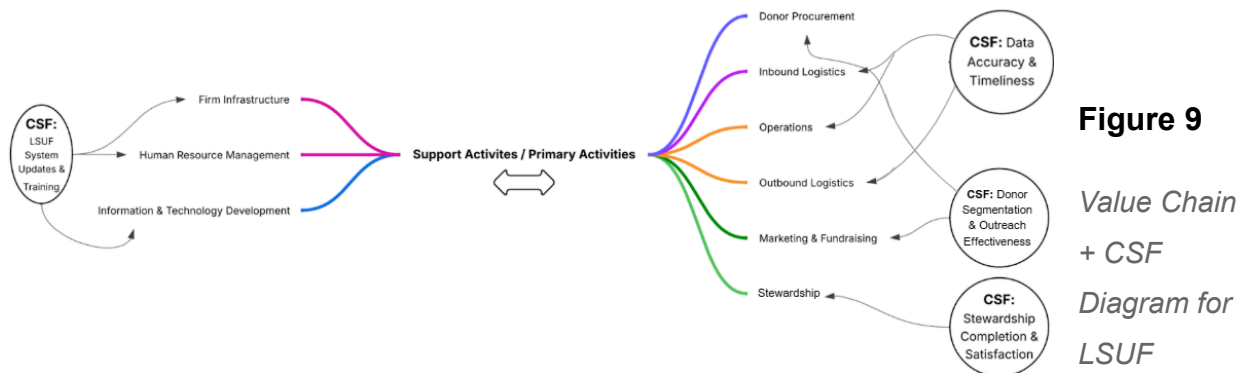 Donor Procurement
CSF: Data
Accuracy &
Timeliness
Inbound Logistics
Firm Infrastructure
CSF:
LSUF
System
Updates &
Training
Operations
Figure 9
Human Resource Management
Support Activites / Primary Activities
Outbound Logistics
CSF: Donor
Segmentation
& Outreach
Effectiveness
Value Chain
+ CSF
Diagram for
LSUF
Information & Technology Development
Marketing & Fundraising
Stewardship
CSF:
Stewardship
Completion &
Satisfaction